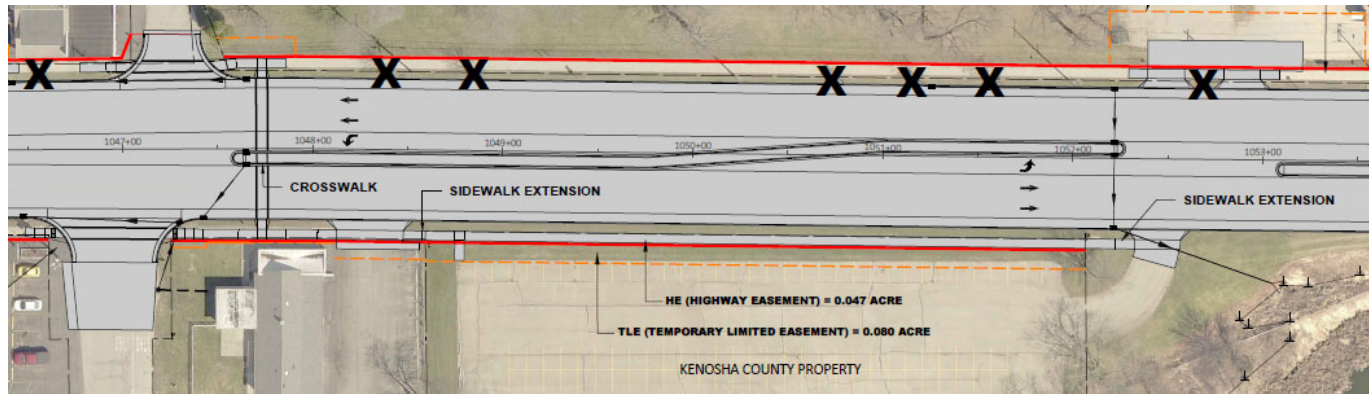 X X X X X X X
1047+00 1048+00 1049+00 1050+00 1051+00 1052+00 1053+00
CROSSWALK
SIDEWALK EXTENSION
SIDEWALK EXTENSION
HE (HIGHWAY EASEMENT) = 0.047 ACRE
TLE (TEMPORARY LIMITED EASEMENT) = 0.080 ACRE
KENOSHA COUNTY PROPERTY